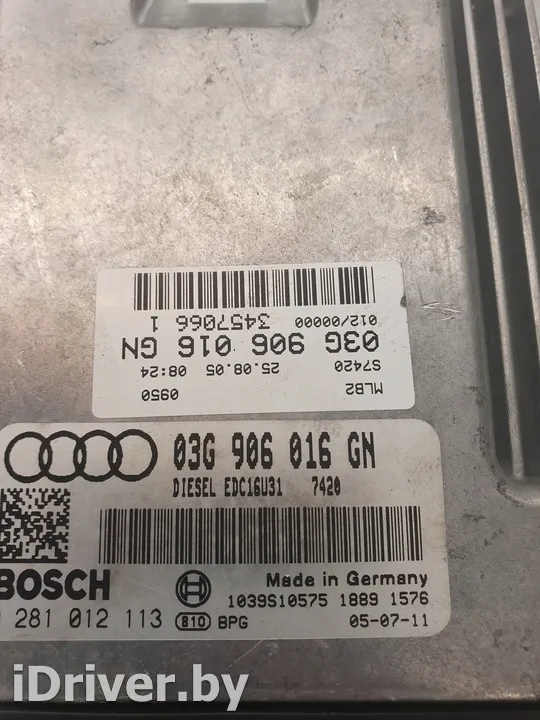 MLB2 0950
S7420 25.08.05 08:24
03G 906 016 GN
012/00000 3457066 1
03G 906 016 GN
DIESEL EDC16U31 7420
BOSCH
Made in Germany
1039S10575 1889 1576
281 012 113 810 BPG 05-07-11
iDriver.by